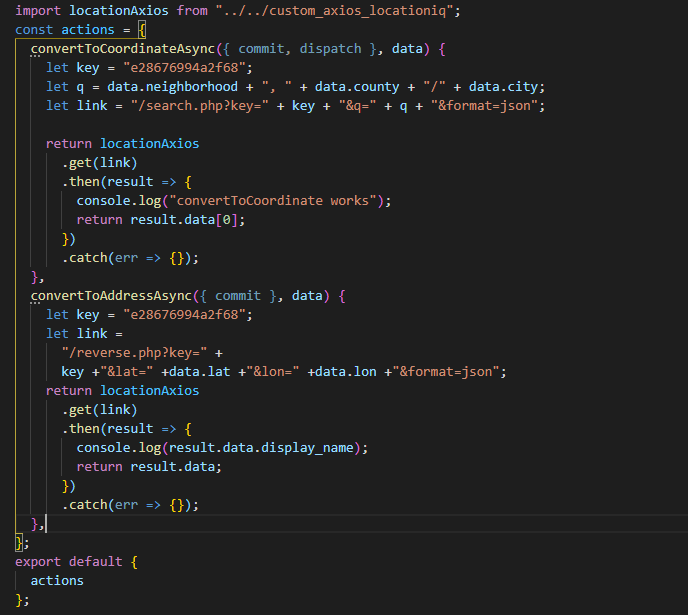 import locationAxios from "../../custom_axios_locationiq";
const actions = {
  convertToCoordinateAsync({ commit, dispatch }, data) {
    let key = "e28676994a2f68";
    let q = data.neighborhood + ", " + data.county + "/" + data.city;
    let link = "/search.php?key=" + key + "&q=" + q + "&format=json";

    return locationAxios
      .get(link)
      .then(result => {
        console.log("convertToCoordinate works");
        return result.data[0];
      })
      .catch(err => {});
  },
  convertToAddressAsync({ commit }, data) {
    let key = "e28676994a2f68";
    let link =
      "/reverse.php?key=" +
      key +"&lat=" +data.lat +"&lon=" +data.lon +"&format=json";
    return locationAxios
      .get(link)
      .then(result => {
        console.log(result.data.display_name);
        return result.data;
      })
      .catch(err => {});
  },
};
export default {
  actions
};